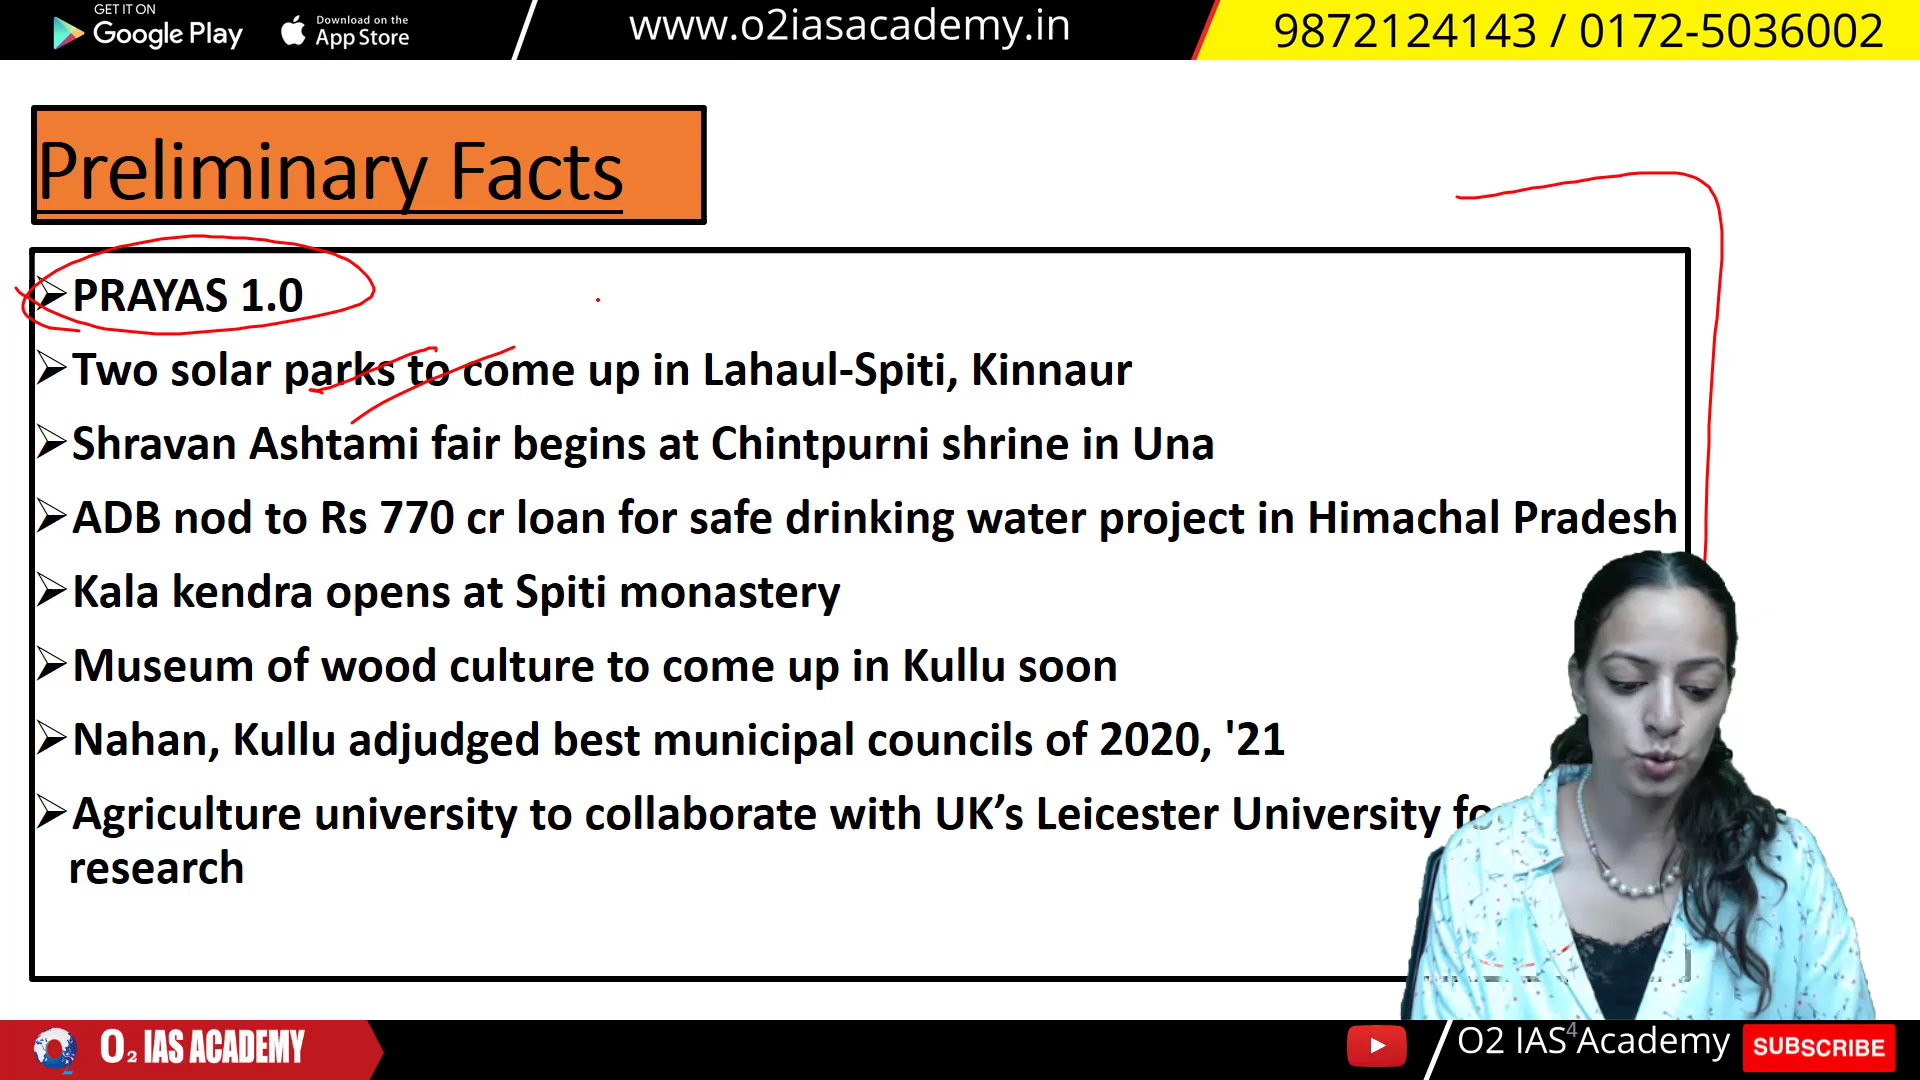 GET IT ON
Google Play
Download on the
App Store
www.o2iasacademy.in
9872124143 / 0172-5036002
Preliminary Facts
PRAYAS 1.0
Two solar parks to come up in Lahaul-Spiti, Kinnaur
Shravan Ashtami fair begins at Chintpurni shrine in Una
ADB nod to Rs 770 cr loan for safe drinking water project in Himachal Pradesh
Kala kendra opens at Spiti monastery
Museum of wood culture to come up in Kullu soon
Nahan, Kullu adjudged best municipal councils of 2020, '21
Agriculture university to collaborate with UK’s Leicester University
research
O2 IAS ACADEMY
O2 IAS Academy
4
SUBSCRIBE